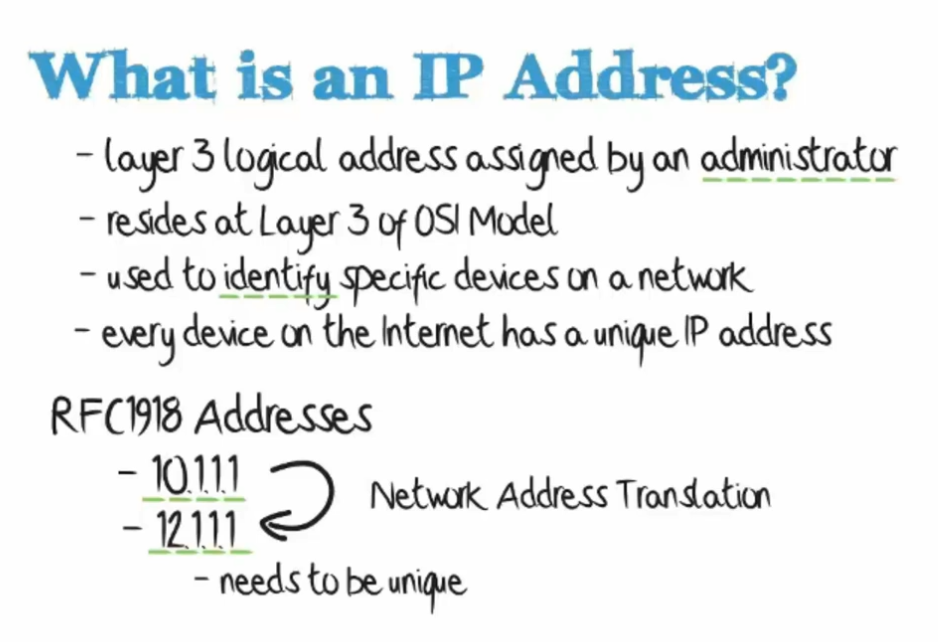 What is an IP Address?
- layer 3 logical address assigned by an administrator
- resides at Layer 3 of OSI Model
- used to identify specific devices on a network
- every device on the Internet has a unique IP address
RFC1918 Addresses
- 10.1.1.1
Network Address Translation
- 12.1.1.1
- needs to be unique